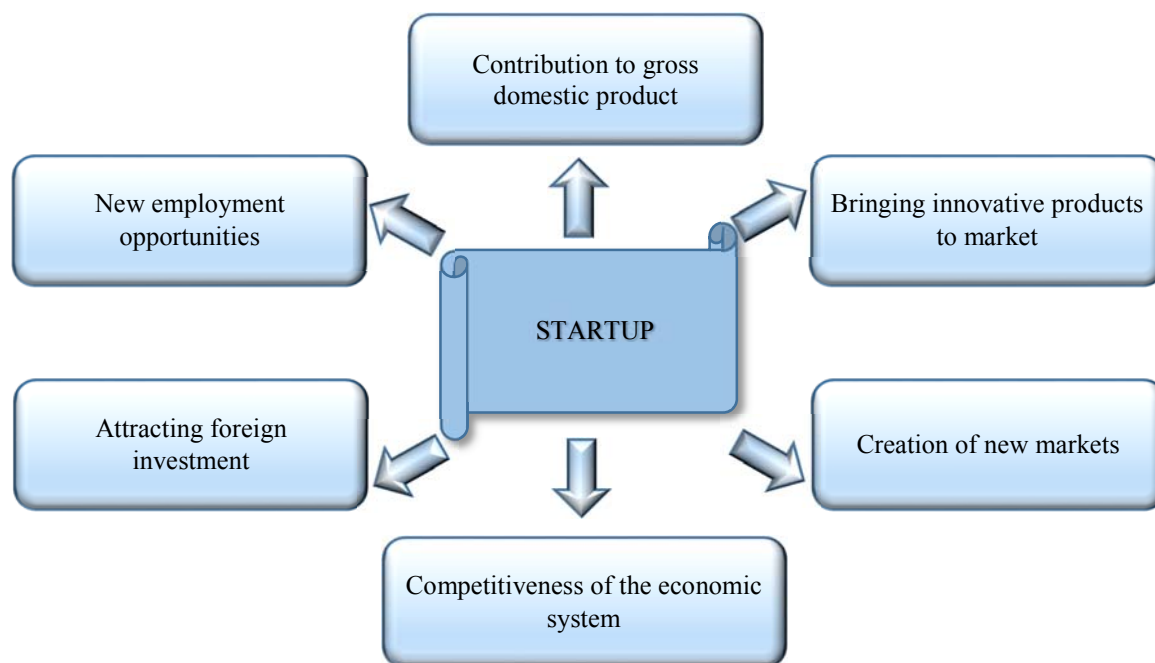 Contribution to gross
domestic product
New employment
opportunities
Bringing innovative products
to market
STARTUP
Attracting foreign
investment
Creation of new markets
Competitiveness of the economic
system